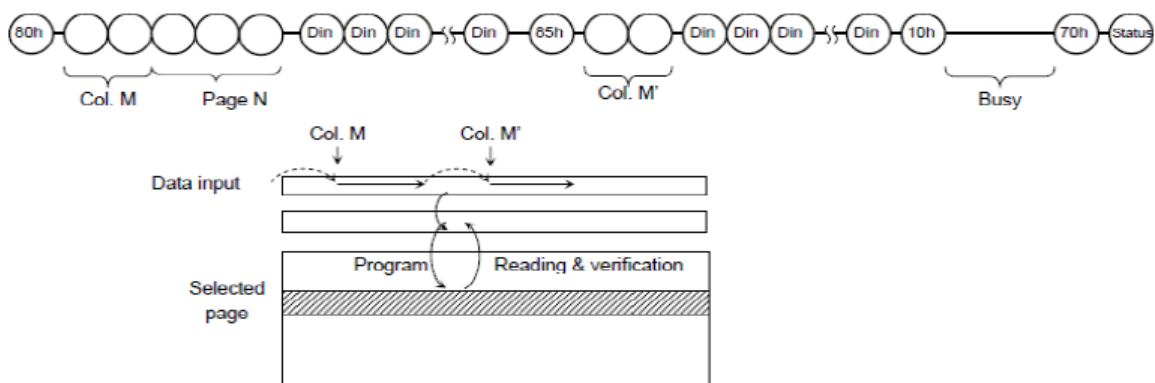 80h Din Din Din Din 85h Din Din Din Din 10h 70h Status
Col. M Page N Col. M' Busy
Col. M Col. M'
Data input
Program Reading & verification
Selected
page